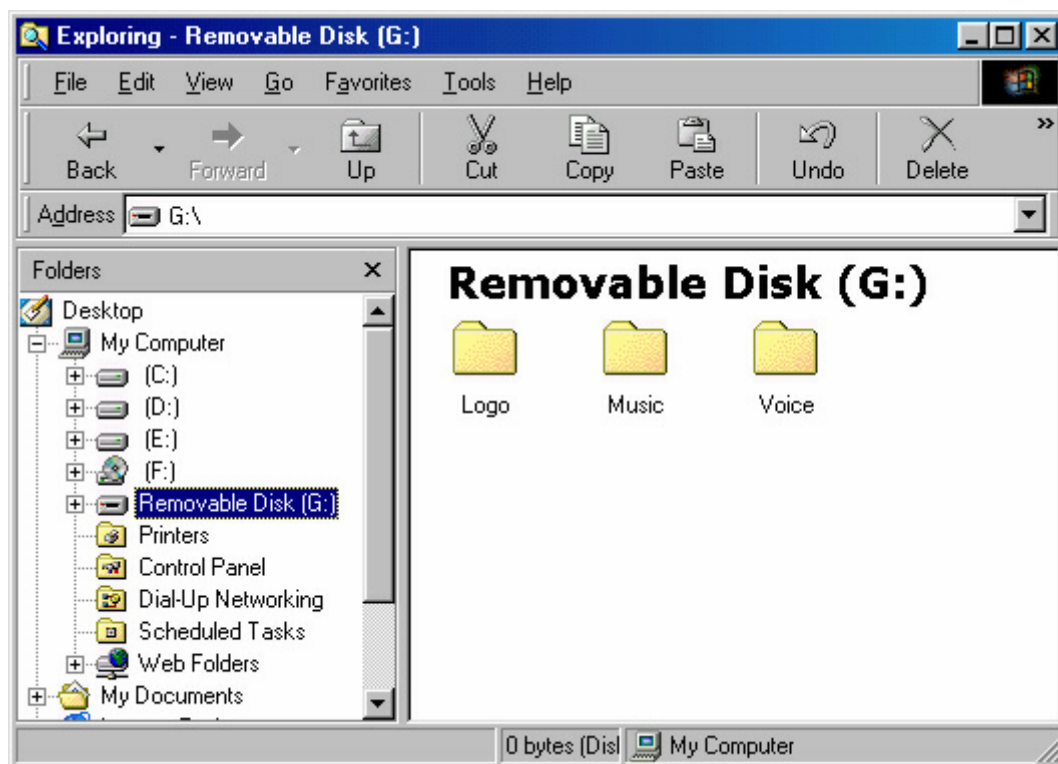 Exploring - Removable Disk (G:)
File Edit View Go Favorites Tools Help
Back Forward Up Cut Copy Paste Undo Delete »
Address G:\
Folders
Desktop
My Computer
(C:)
(D:)
(E:)
(F:)
Removable Disk (G:)
Printers
Control Panel
Dial-Up Networking
Scheduled Tasks
Web Folders
My Documents
Removable Disk (G:)
Logo Music Voice
0 bytes (Disl My Computer